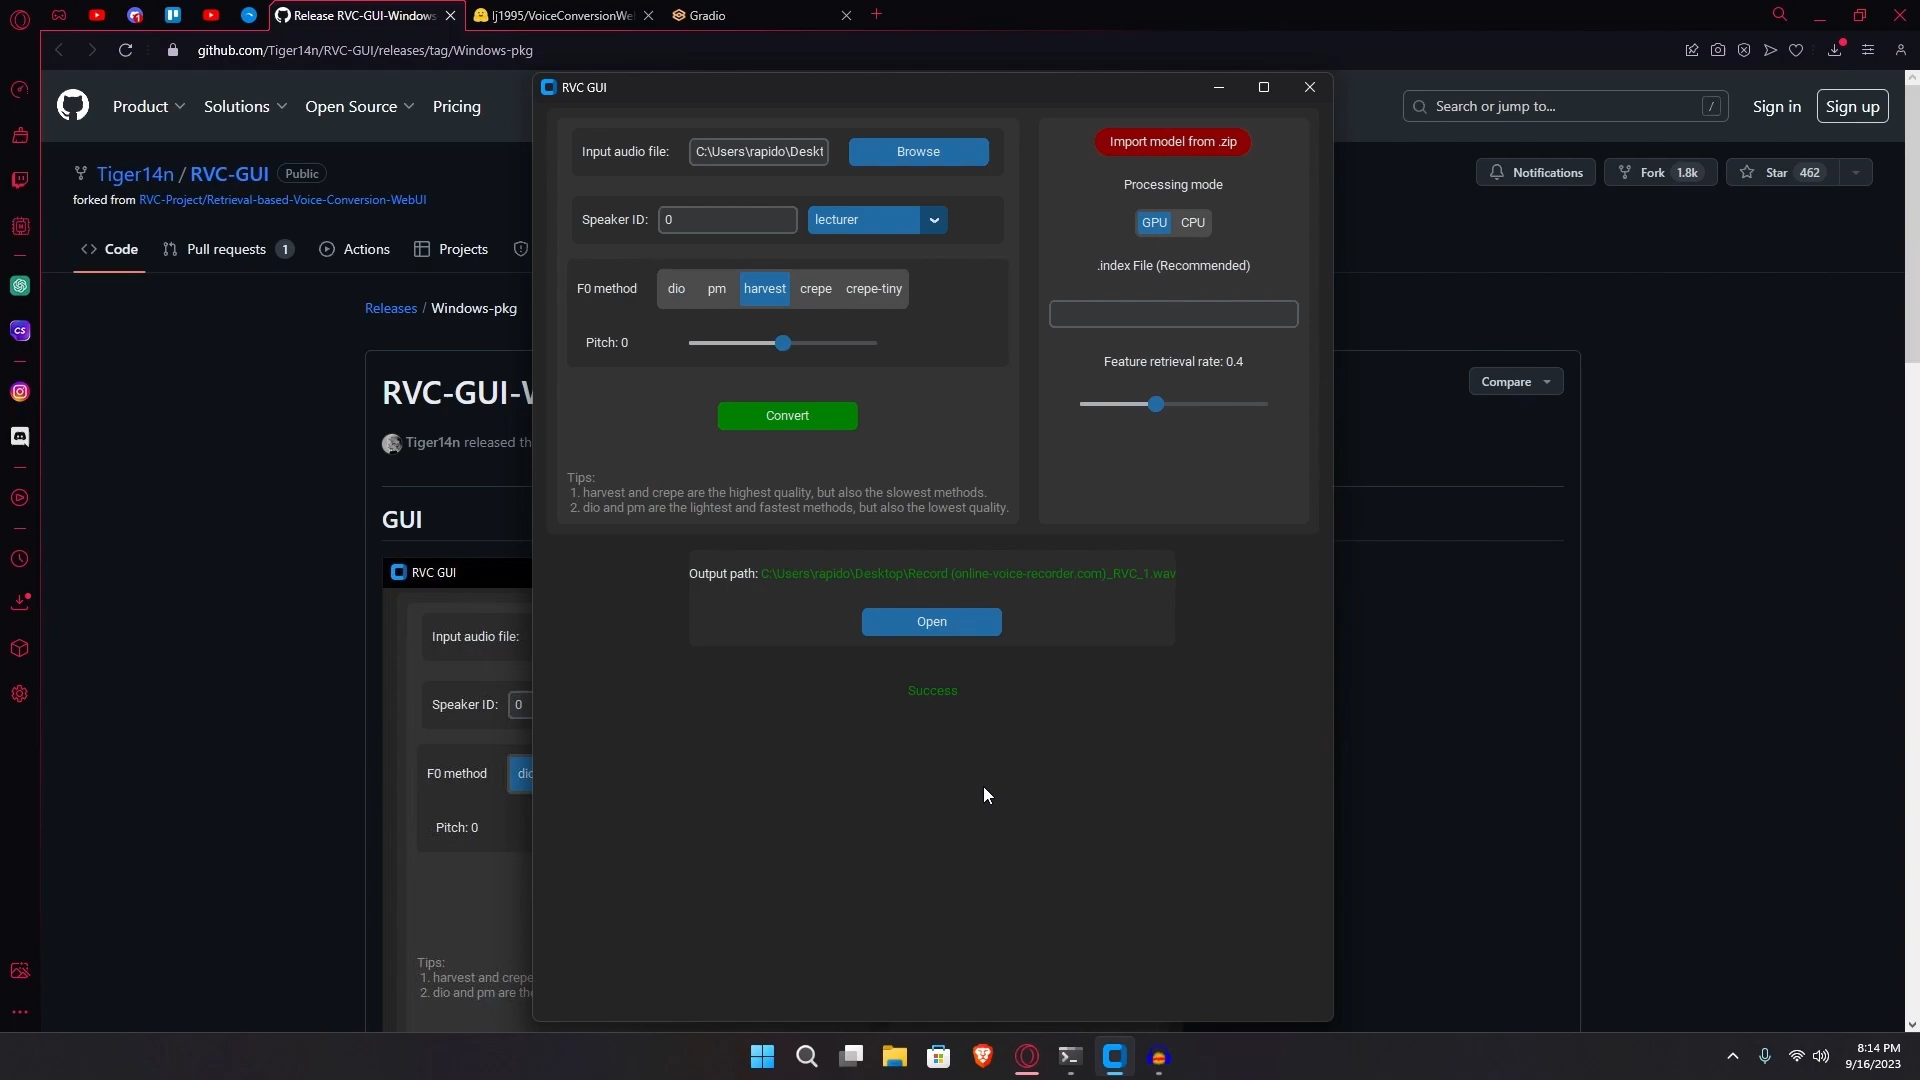 Release RVC-GUI-Windows
lj1995/VoiceConversionWe
Gradio
github.com/Tiger14n/RVC-GUI/releases/tag/Windows-pkg
Product
Solutions
Open Source
Pricing
Search or jump to...
/
Sign in
Sign up
Tiger14n / RVC-GUI
Public
forked from RVC-Project/Retrieval-based-Voice-Conversion-WebUI
Notifications
Fork 1.8k
Star 462
Code
Pull requests 1
Actions
Projects
Releases / Windows-pkg
RVC-GUI-W
Compare
Tiger14n released th
GUI
RVC GUI
Input audio file:
Speaker ID: 0
F0 method
dio
Pitch: 0
Tips:
1. harvest and crepe
2. dio and pm are the
RVC GUI
Input audio file:
C:\Users\rapido\Deskt
Browse
Speaker ID: 0
lecturer
F0 method
dio
pm
harvest
crepe
crepe-tiny
Pitch: 0
Convert
Tips:
1. harvest and crepe are the highest quality, but also the slowest methods.
2. dio and pm are the lightest and fastest methods, but also the lowest quality.
Import model from .zip
Processing mode
GPU
CPU
.index File (Recommended)
Feature retrieval rate: 0.4
Output path: C:\Users\rapido\Desktop\Record (online-voice-recorder.com)_RVC_1.wav
Open
Success
CS
8:14 PM
9/16/2023